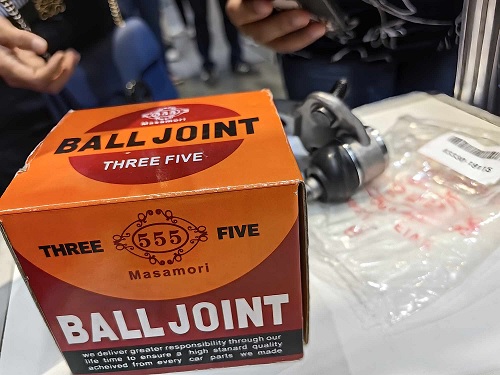 555
Masamori
BALL JOINT
THREE FIVE
THREE 555 FIVE
Masamori
BALL JOINT
we deliver greater responsibility through our
life time to ensure a high stanard quality
acheived from every car parts we made